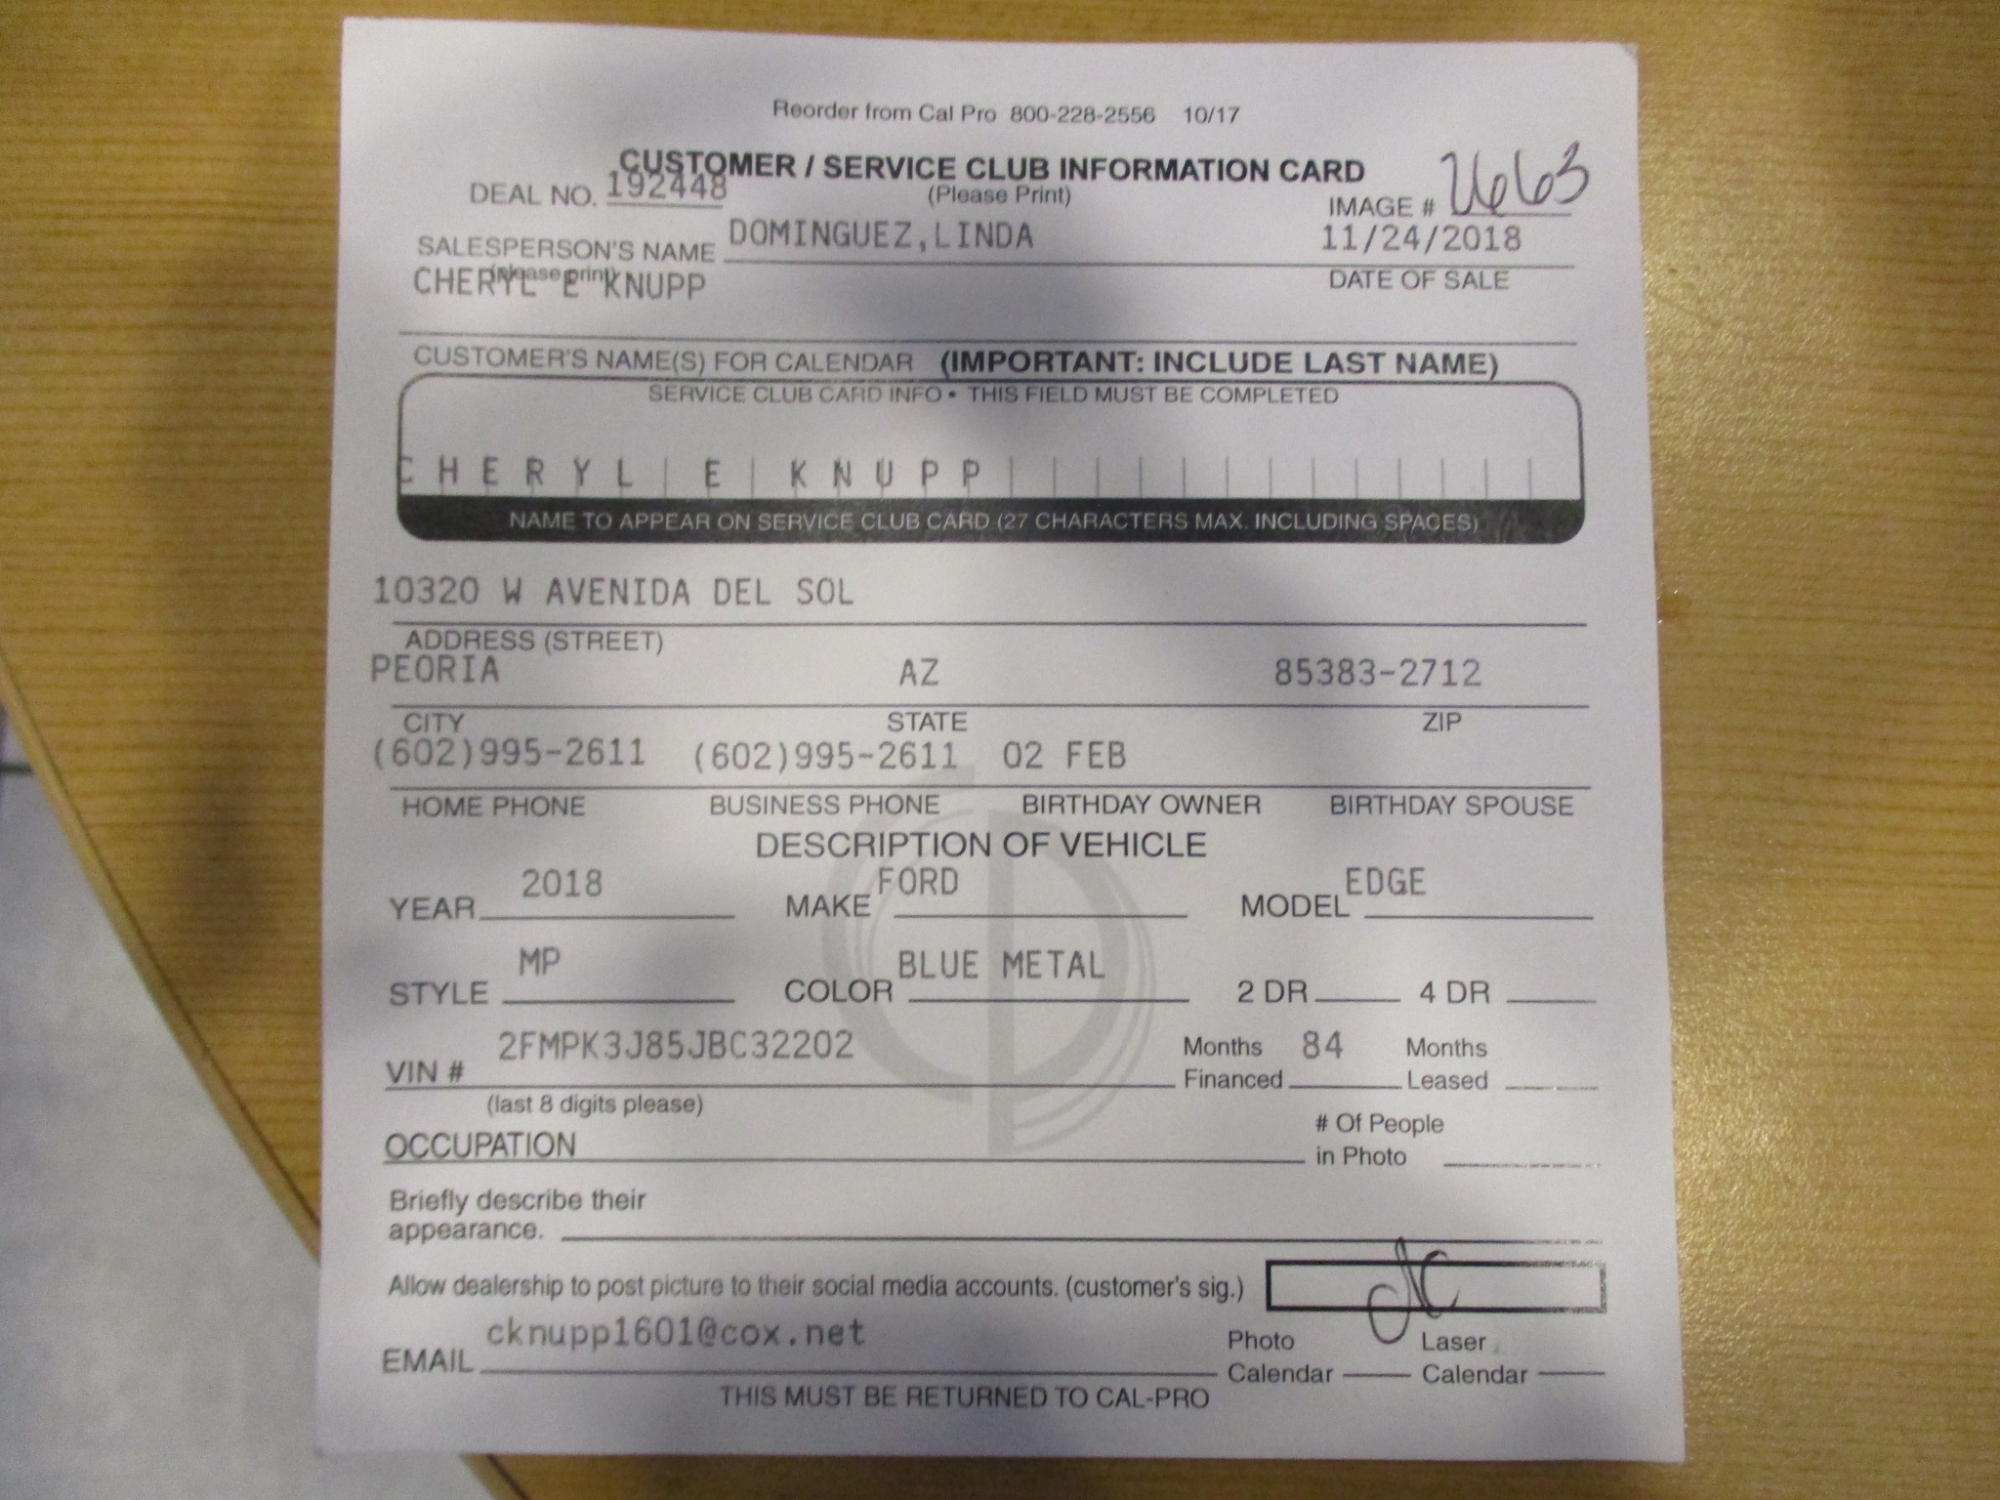 Reorder from Cal Pro 800-228-2556 10/17
CUSTOMER / SERVICE CLUB INFORMATION CARD
DEAL NO. 192448 (Please Print) IMAGE # 2663
SALESPERSON'S NAME DOMINGUEZ,LINDA 11/24/2018
(please print) DATE OF SALE
CHERYL E KNUPP
CUSTOMER'S NAME(S) FOR CALENDAR (IMPORTANT: INCLUDE LAST NAME)
SERVICE CLUB CARD INFO • THIS FIELD MUST BE COMPLETED
CHERYL E KNUPP
NAME TO APPEAR ON SERVICE CLUB CARD (27 CHARACTERS MAX. INCLUDING SPACES)
10320 W AVENIDA DEL SOL
ADDRESS (STREET)
PEORIA AZ 85383-2712
CITY STATE ZIP
(602)995-2611 (602)995-2611 02 FEB
HOME PHONE BUSINESS PHONE BIRTHDAY OWNER BIRTHDAY SPOUSE
DESCRIPTION OF VEHICLE
YEAR 2018 MAKE FORD MODEL EDGE
STYLE MP COLOR BLUE METAL 2 DR 4 DR
VIN # 2FMPK3J85JBC32202 Months Financed 84 Months Leased
(last 8 digits please)
OCCUPATION # Of People in Photo
Briefly describe their
appearance.
Allow dealership to post picture to their social media accounts. (customer's sig.)
EMAIL cknupp1601@cox.net Photo Calendar Laser Calendar
THIS MUST BE RETURNED TO CAL-PRO